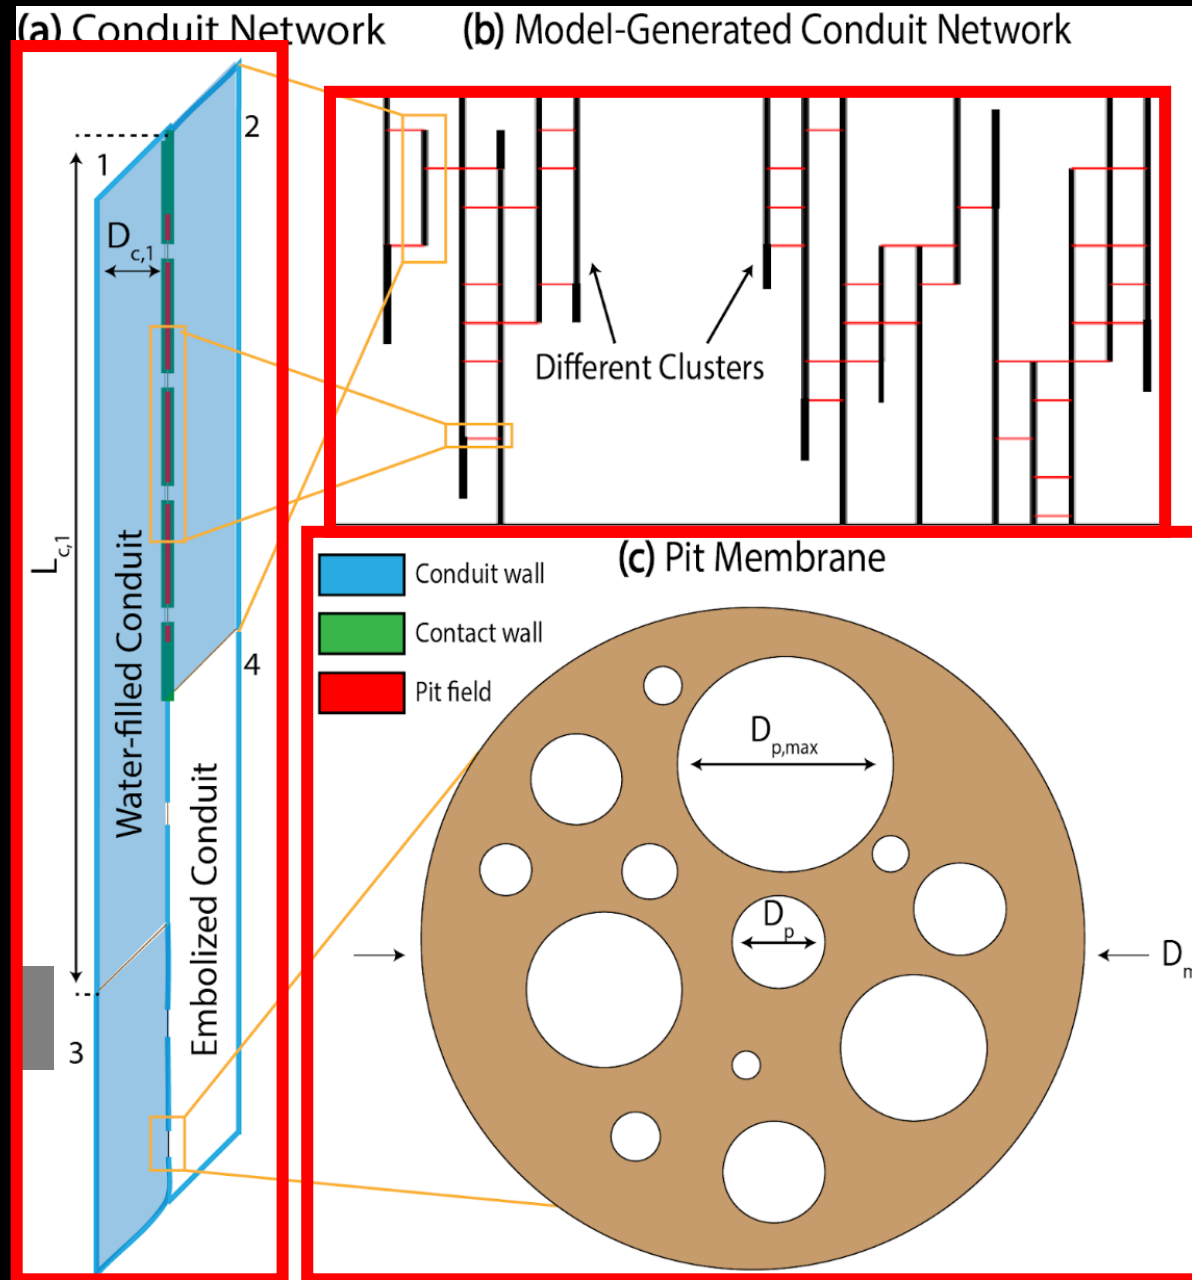 (a) Conduit Network
(b) Model-Generated Conduit Network
1
2
D c,1
L c,1
Water-filled Conduit
4
Embolized Conduit
3
Different Clusters
Conduit wall
Contact wall
Pit field
(c) Pit Membrane
D p,max
D p
D m